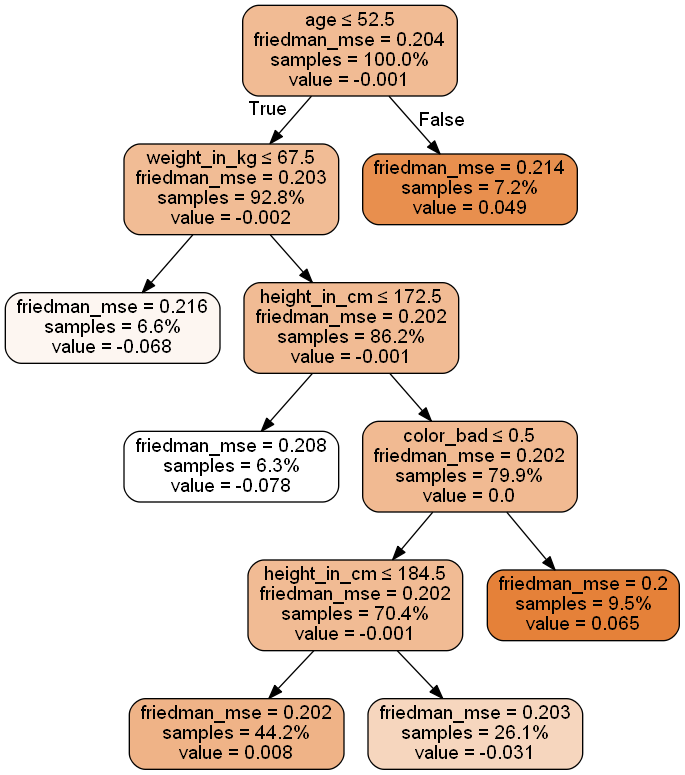 age ≤ 52.5
friedman_mse = 0.204
samples = 100.0%
value = -0.001
True
False
weight_in_kg ≤ 67.5
friedman_mse = 0.203
samples = 92.8%
value = -0.002
friedman_mse = 0.214
samples = 7.2%
value = 0.049
friedman_mse = 0.216
samples = 6.6%
value = -0.068
height_in_cm ≤ 172.5
friedman_mse = 0.202
samples = 86.2%
value = -0.001
friedman_mse = 0.208
samples = 6.3%
value = -0.078
color_bad ≤ 0.5
friedman_mse = 0.202
samples = 79.9%
value = 0.0
height_in_cm ≤ 184.5
friedman_mse = 0.202
samples = 70.4%
value = -0.001
friedman_mse = 0.2
samples = 9.5%
value = 0.065
friedman_mse = 0.202
samples = 44.2%
value = 0.008
friedman_mse = 0.203
samples = 26.1%
value = -0.031